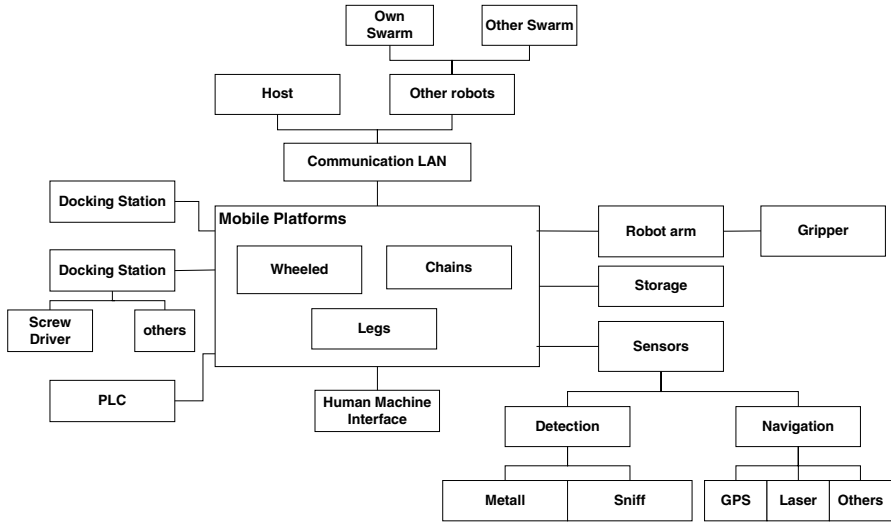 Own
Swarm
Other Swarm
Host
Other robots
Communication LAN
Docking Station
Mobile Platforms
Robot arm
Gripper
Docking Station
Wheeled
Chains
Storage
Screw
Driver
others
Legs
Sensors
PLC
Human Machine
Interface
Detection
Navigation
Metall
Sniff
GPS
Laser
Others